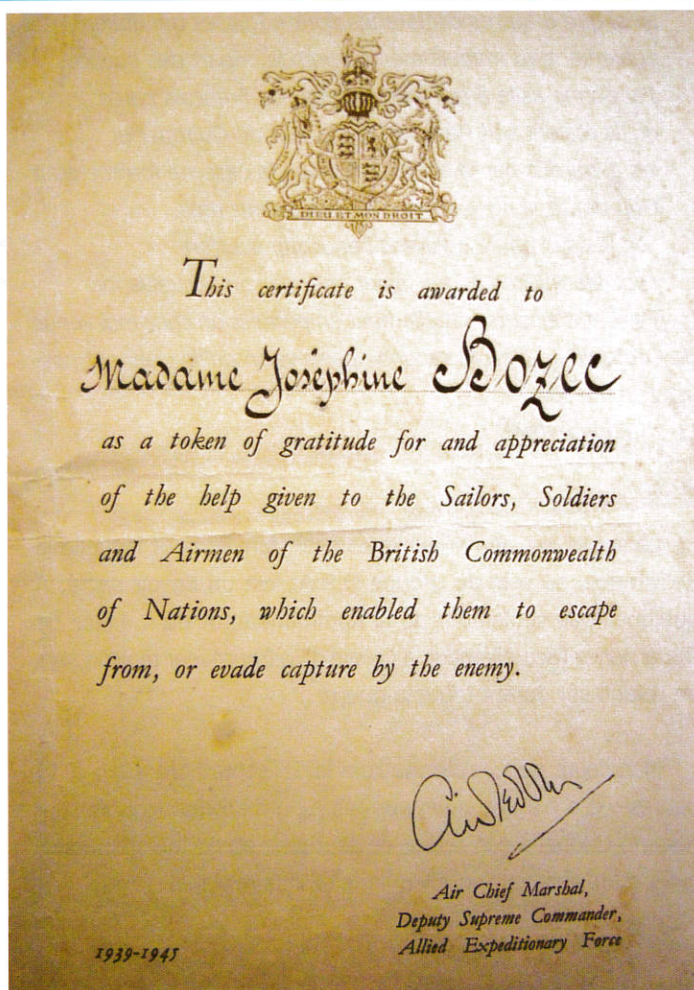 DIEU ET MON DROIT
This certificate is awarded to
Madame Joséphine Bozec
as a token of gratitude for and appreciation
of the help given to the Sailors, Soldiers
and Airmen of the British Commonwealth
of Nations, which enabled them to escape
from, or evade capture by the enemy.
Air Chief Marshal,
Deputy Supreme Commander,
Allied Expeditionary Force
1939-1945